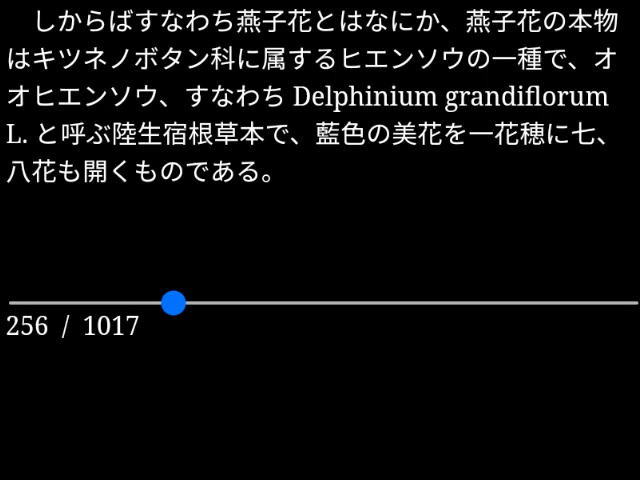 しからばすなわち燕子花とはなにか、燕子花の本物
はキツネノボタン科に属するヒエンソウの一種で、オ
オヒエンソウ、すなわち Delphinium grandiflorum
L. と呼ぶ陸生宿根草本で、藍色の美花を一花穂に七、
八花も開くものである。
256 / 1017